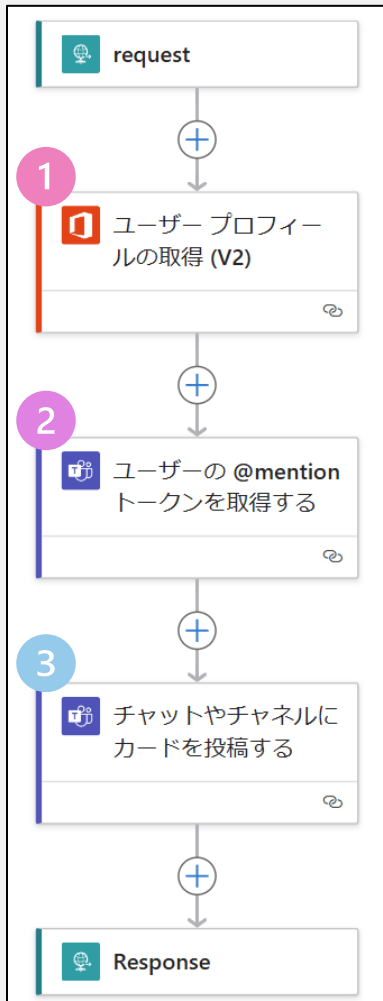 request
1
ユーザー プロフィー
ルの取得 (V2)
2
ユーザーの @mention
トークンを取得する
3
チャットやチャネルに
カードを投稿する
Response